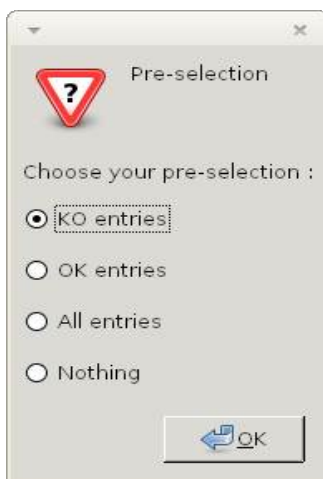 ?
Pre-selection
Choose your pre-selection :
KO entries
OK entries
All entries
Nothing
OK